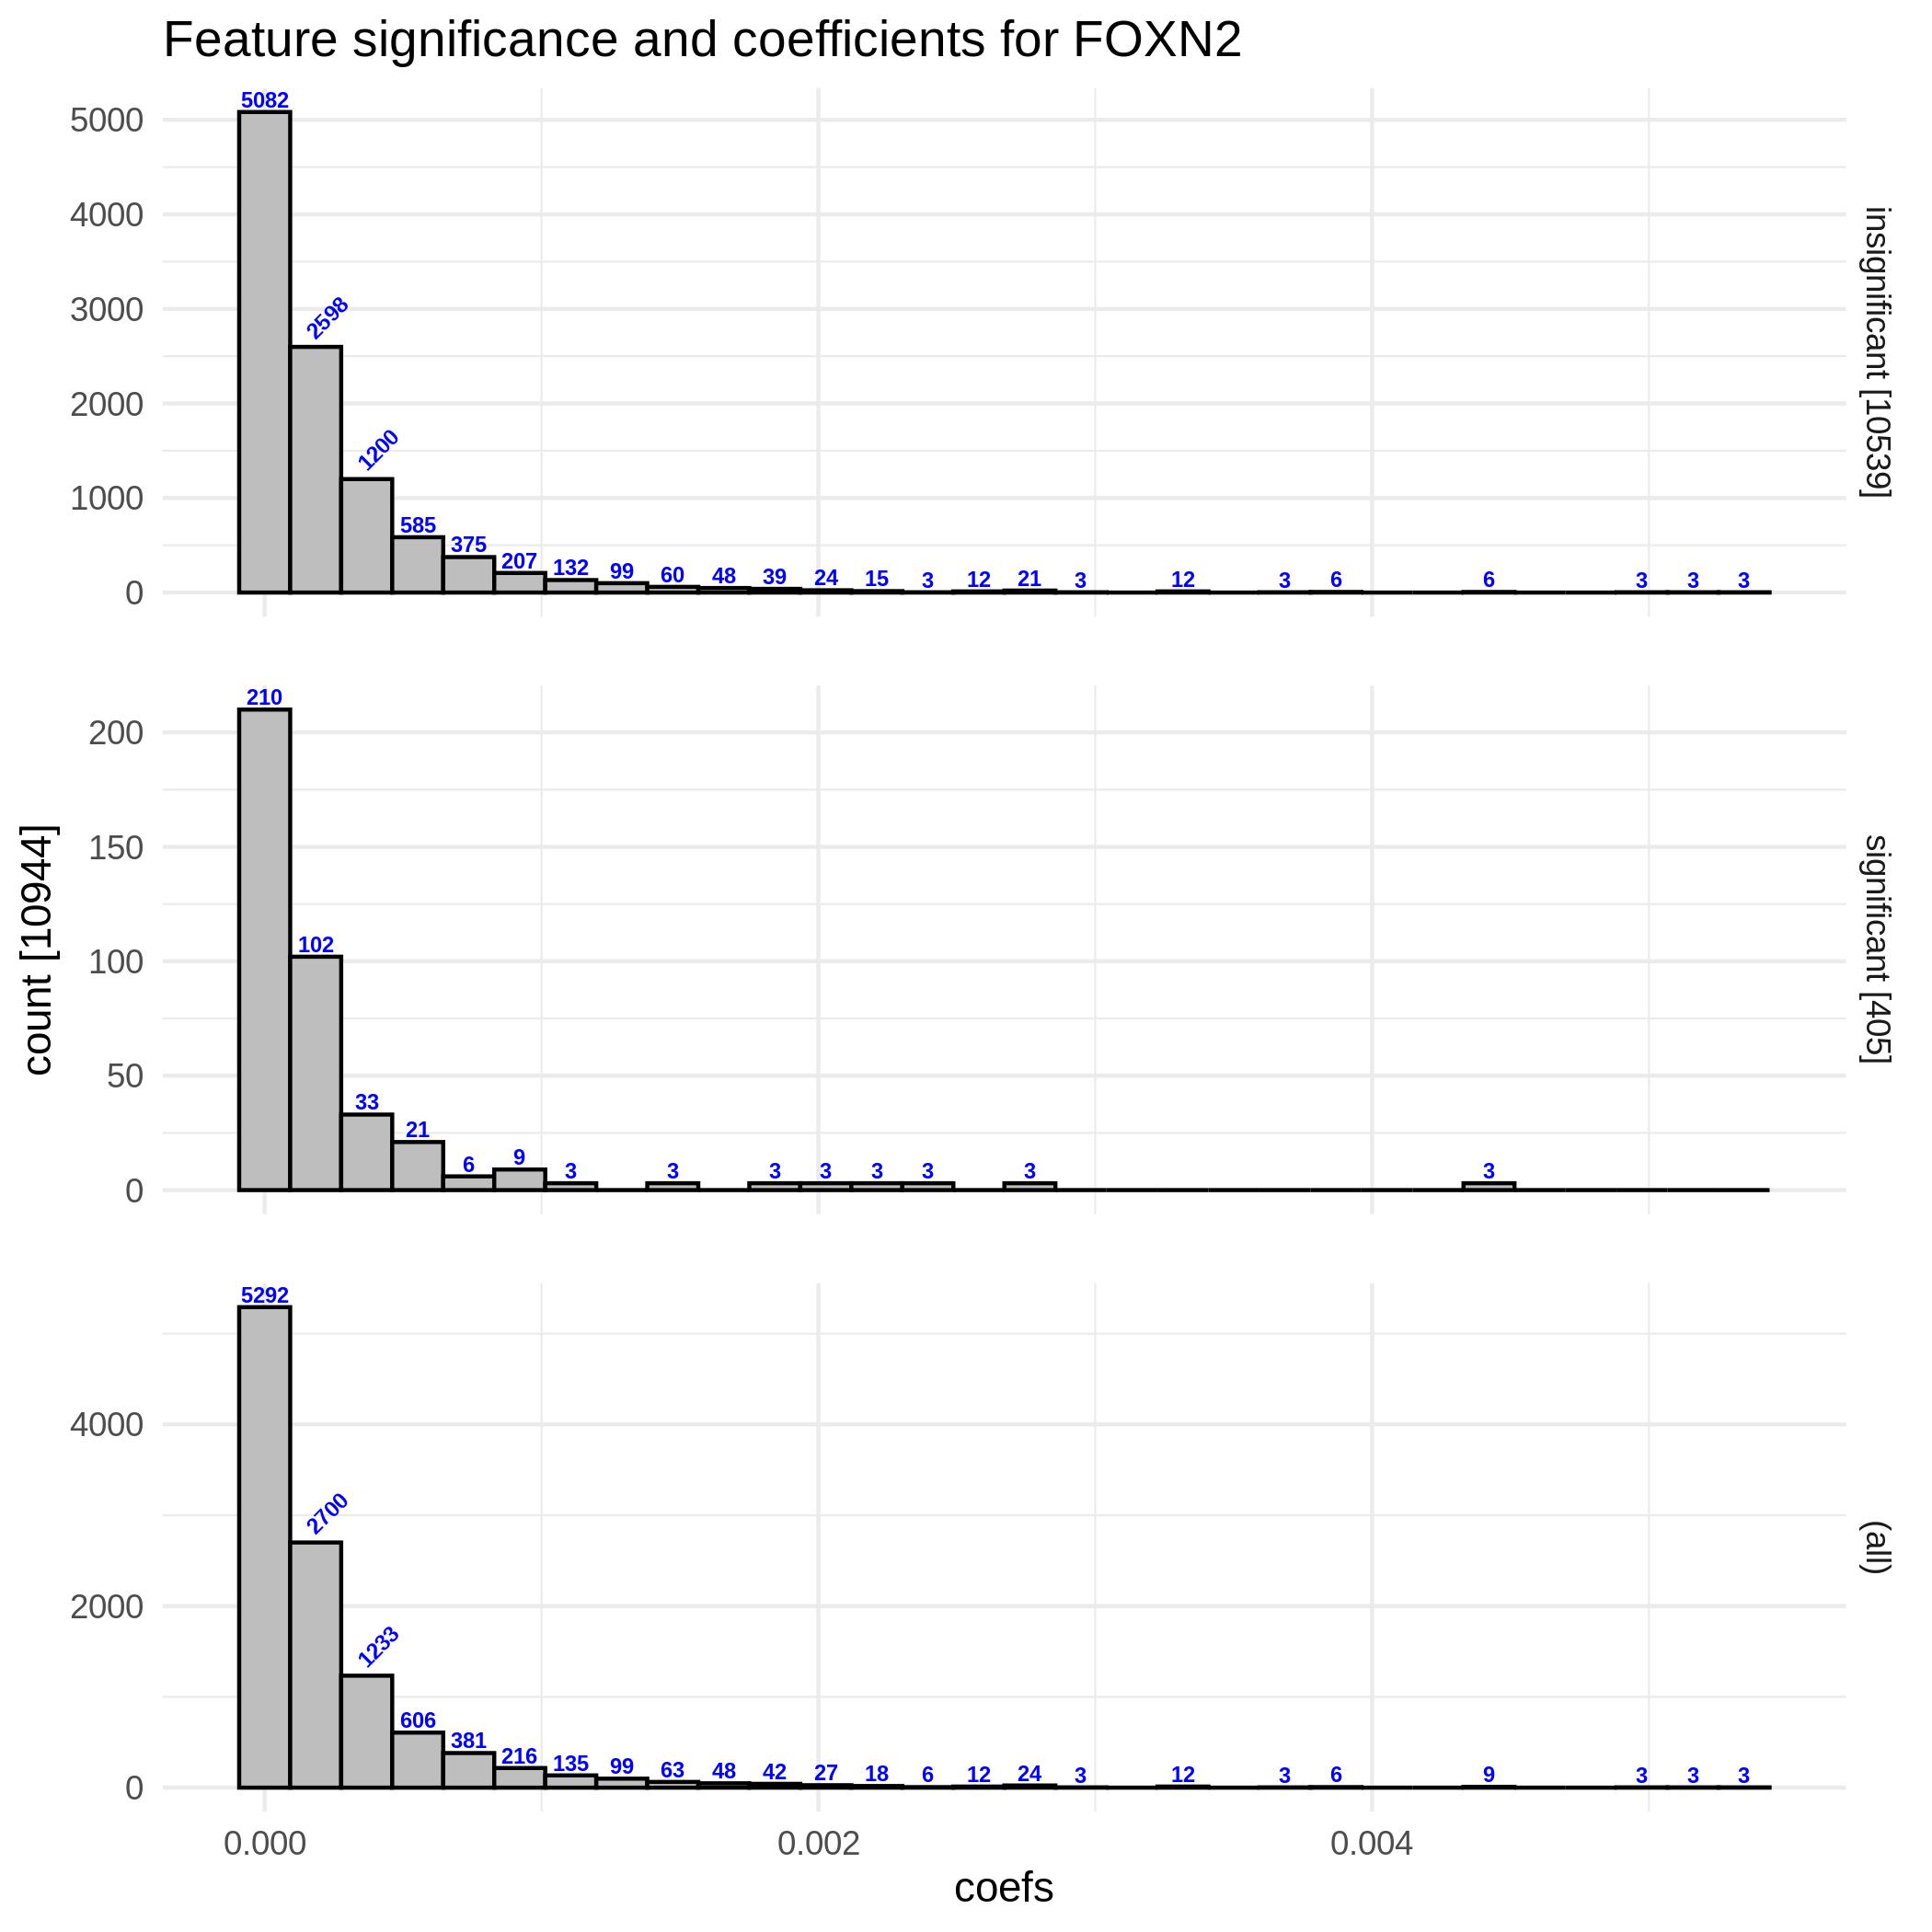 Feature significance and coefficients for FOXN2
5082
2598
1200
585 375 207 132 99 60 48 39 24 15 3 12 21 3 12 3 6 6 3 3 3
5000
4000
3000
2000
1000
0
insignificant [10539]
210
102
33
21
6 9 3 3 3 3 3 3 3 3
200
150
100
50
0
significant [405]
count [10944]
5292
2700
1233
606 381 216 135 99 63 48 42 27 18 6 12 24 3 12 3 6 9 3 3 3
4000
2000
0
(all)
0.000 0.002 0.004
coefs